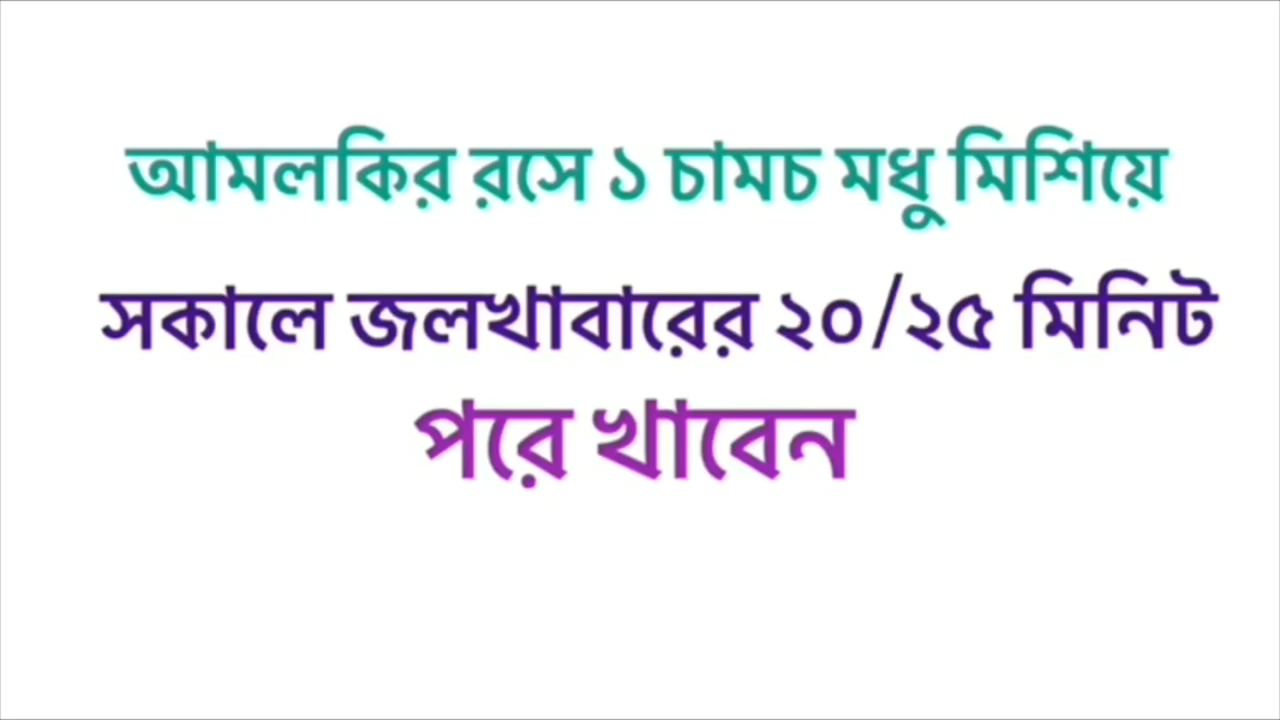 আমলকির রসে ১ চামচ মধু মিশিয়ে
সকালে জলখাবারের ২০/২৫ মিনিট
পরে খাবেন